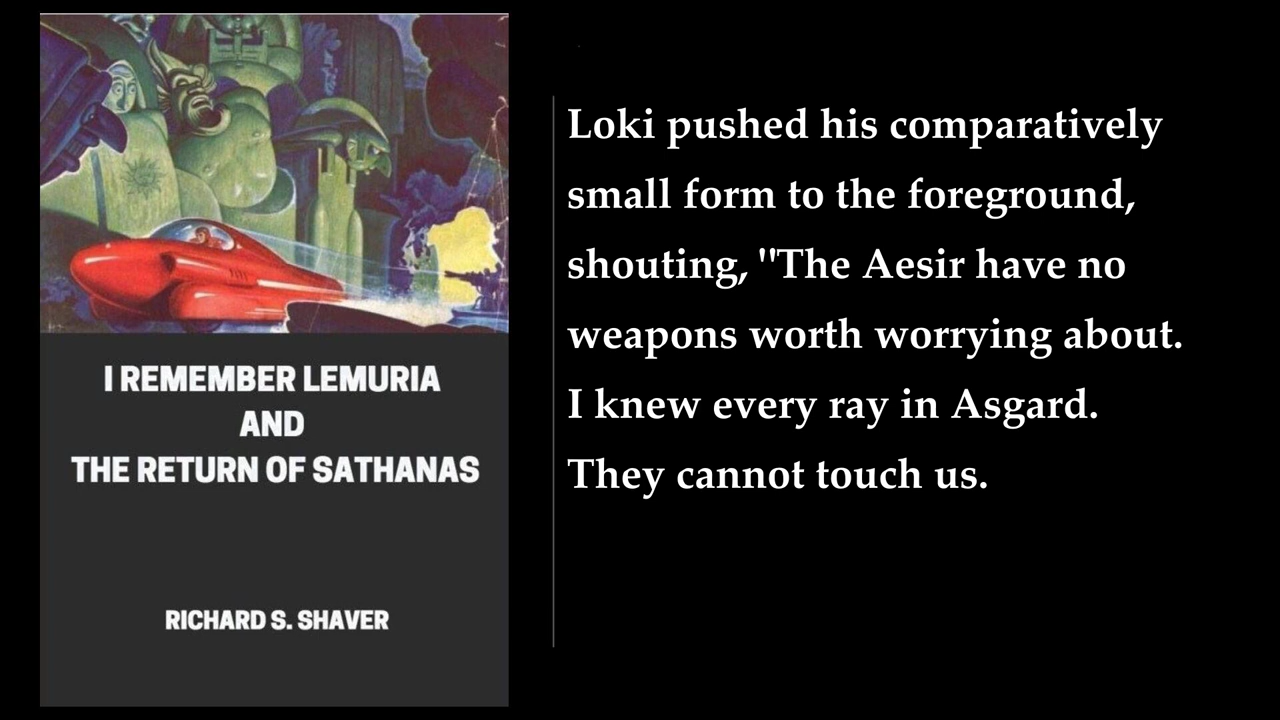 I REMEMBER LEMURIA
AND
THE RETURN OF SATHANAS
RICHARD S. SHAVER
Loki pushed his comparatively
small form to the foreground,
shouting, "The Aesir have no
weapons worth worrying about.
I knew every ray in Asgard.
They cannot touch us.